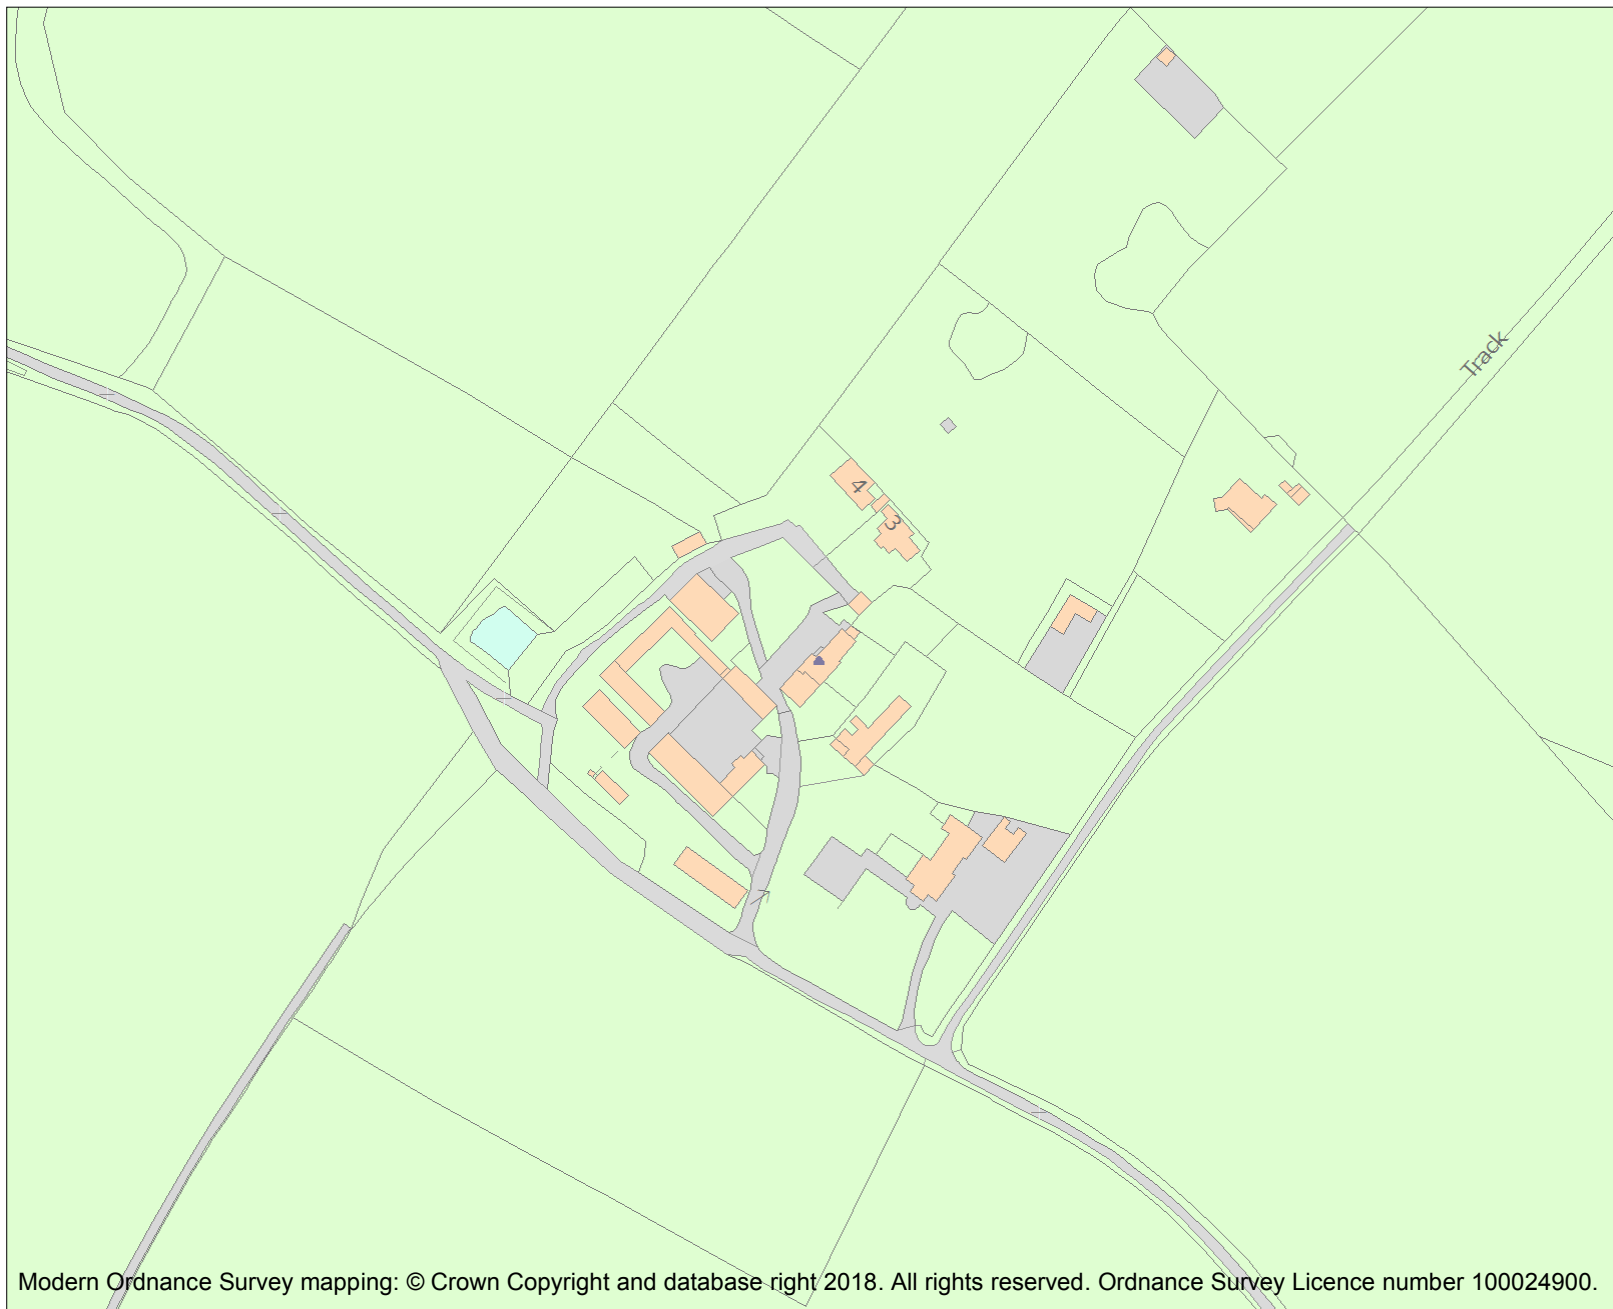 Track
4
3
Modern Ordnance Survey mapping: © Crown Copyright and database right 2018. All rights reserved. Ordnance Survey Licence number 100024900.